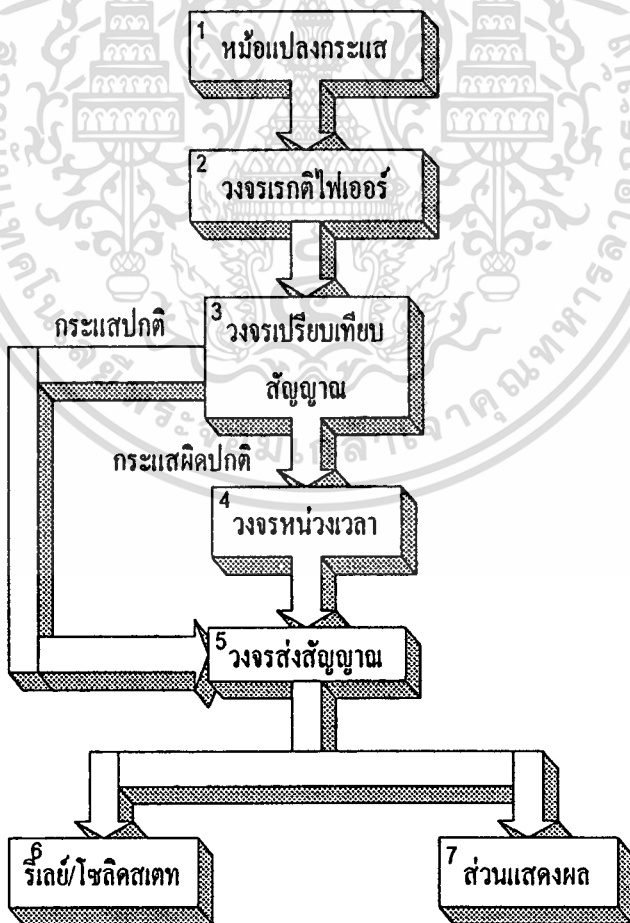 1 หม้อแปลงกระแส
2 วงจรเรกติไฟเออร์
3 วงจรเปรียบเทียบ
สัญญาณ
กระแสปกติ
กระแสผิดปกติ
4 วงจรหน่วงเวลา
5 วงจรส่งสัญญาณ
6 รีเลย์/โซลิดสเตท
7 ส่วนแสดงผล